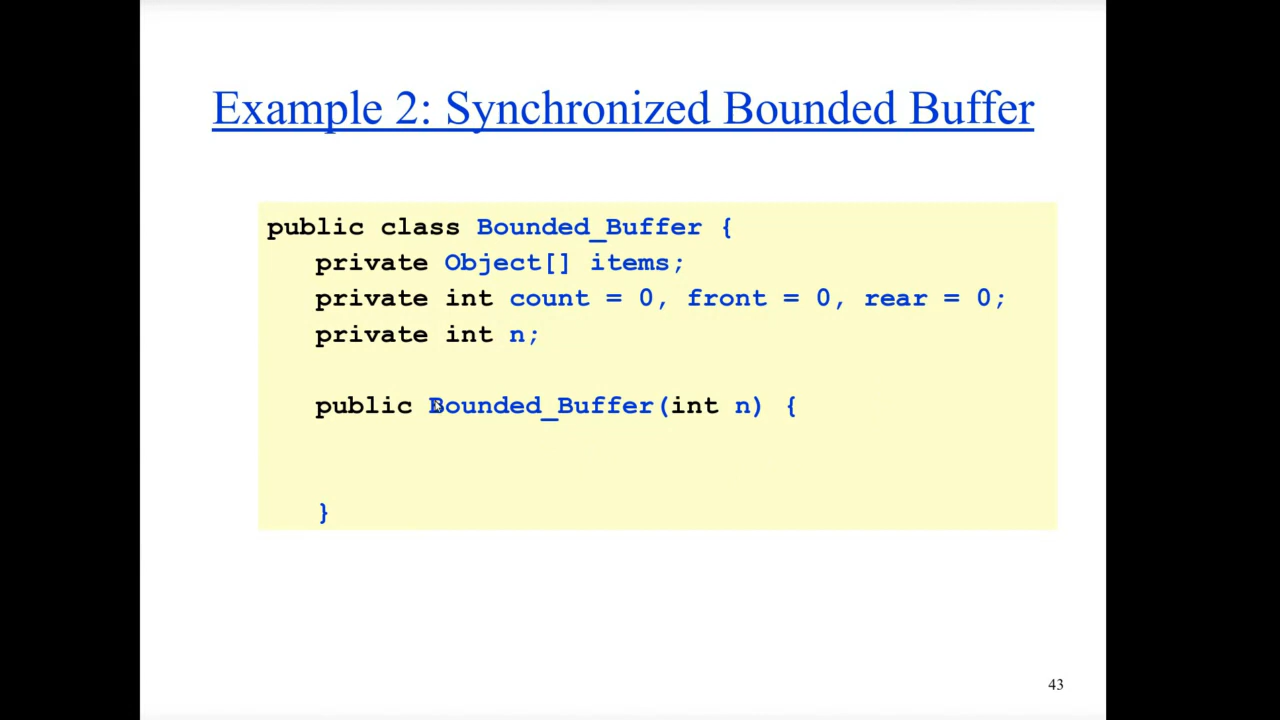 Example 2: Synchronized Bounded Buffer
public class Bounded_Buffer {
private Object[] items;
private int count = 0, front = 0, rear = 0;
private int n;
public Bounded_Buffer(int n) {
}
43